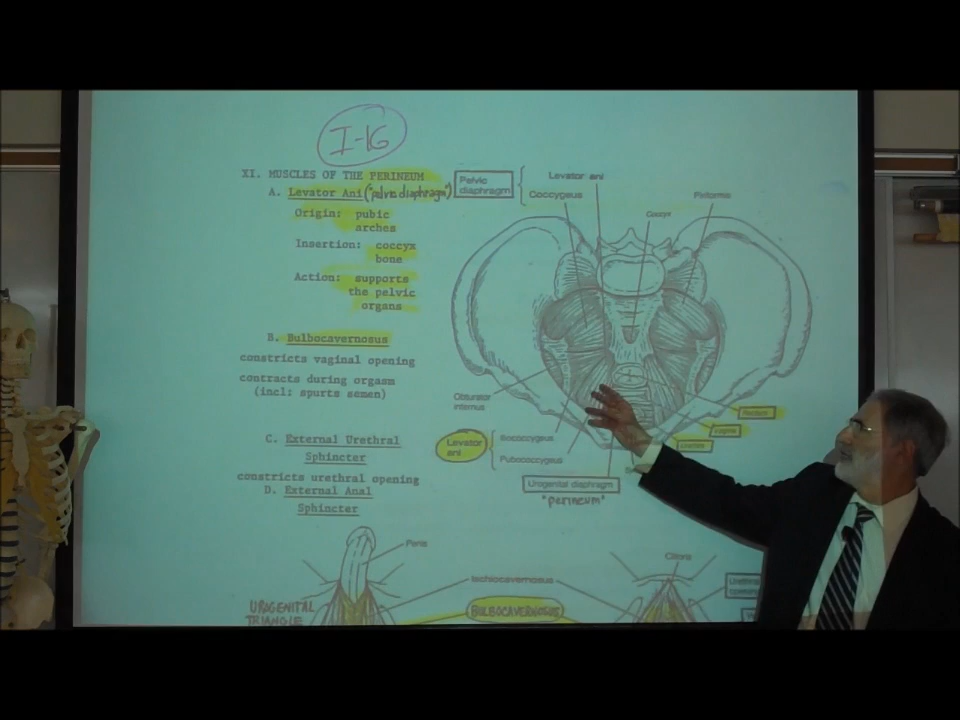 I-16
XI. MUSCLES OF THE PERINEUM
A. Levator Ani ("pelvic diaphragm")
Origin: pubic
arches
Insertion: coccyx
bone
Action: supports
the pelvic
organs
B. Bulbocavernosus
constricts vaginal opening
contracts during orgasm
(incl: spurts semen)
C. External Urethral
Sphincter
constricts urethral opening
D. External Anal
Sphincter
Pelvic
diaphragm
Levator ani
Coccygeus
Coccyx
Piriformis
Obturator
internus
Levator
ani
Iliococcygeus
Pubococcygeus
Rectum
Vagina
Urethra
Urogenital diaphragm
"perineum"
Penis
Ischiocavernosus
BULBOCAVERNOSUS
UROGENITAL
TRIANGLE
Clitoris